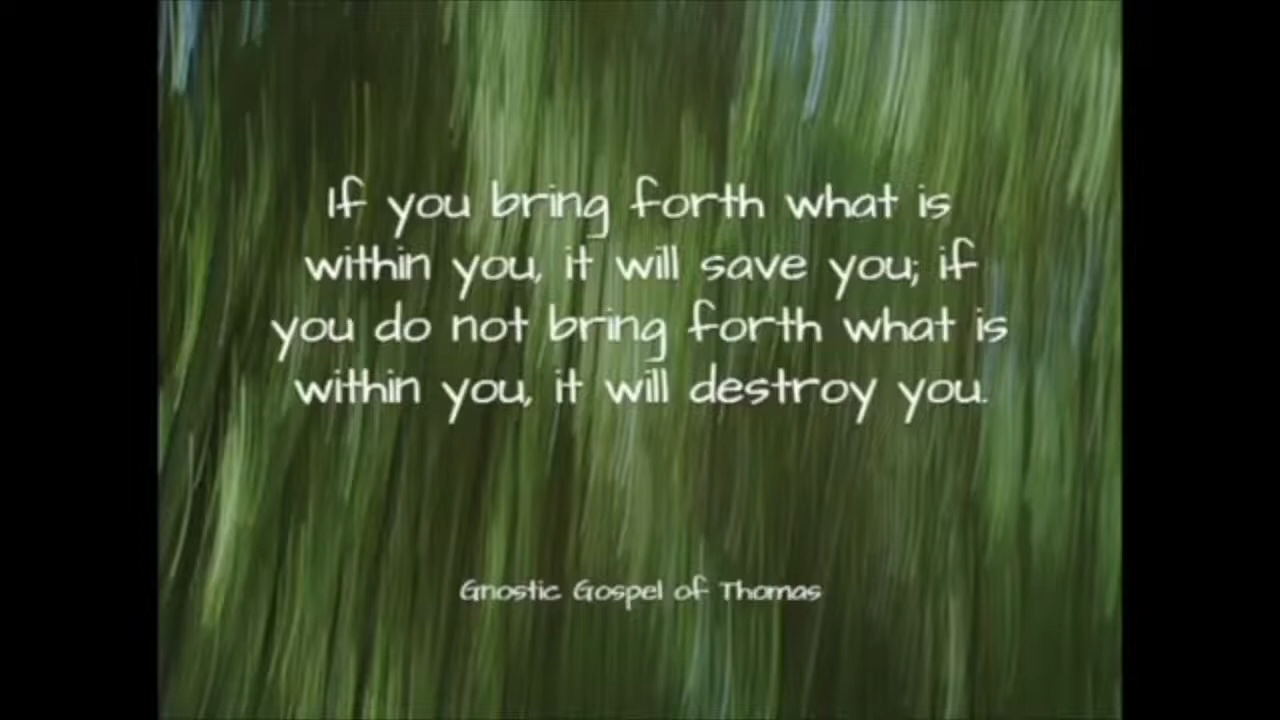 If you bring forth what is
within you, it will save you; if
you do not bring forth what is
within you, it will destroy you.
Gnostic Gospel of Thomas